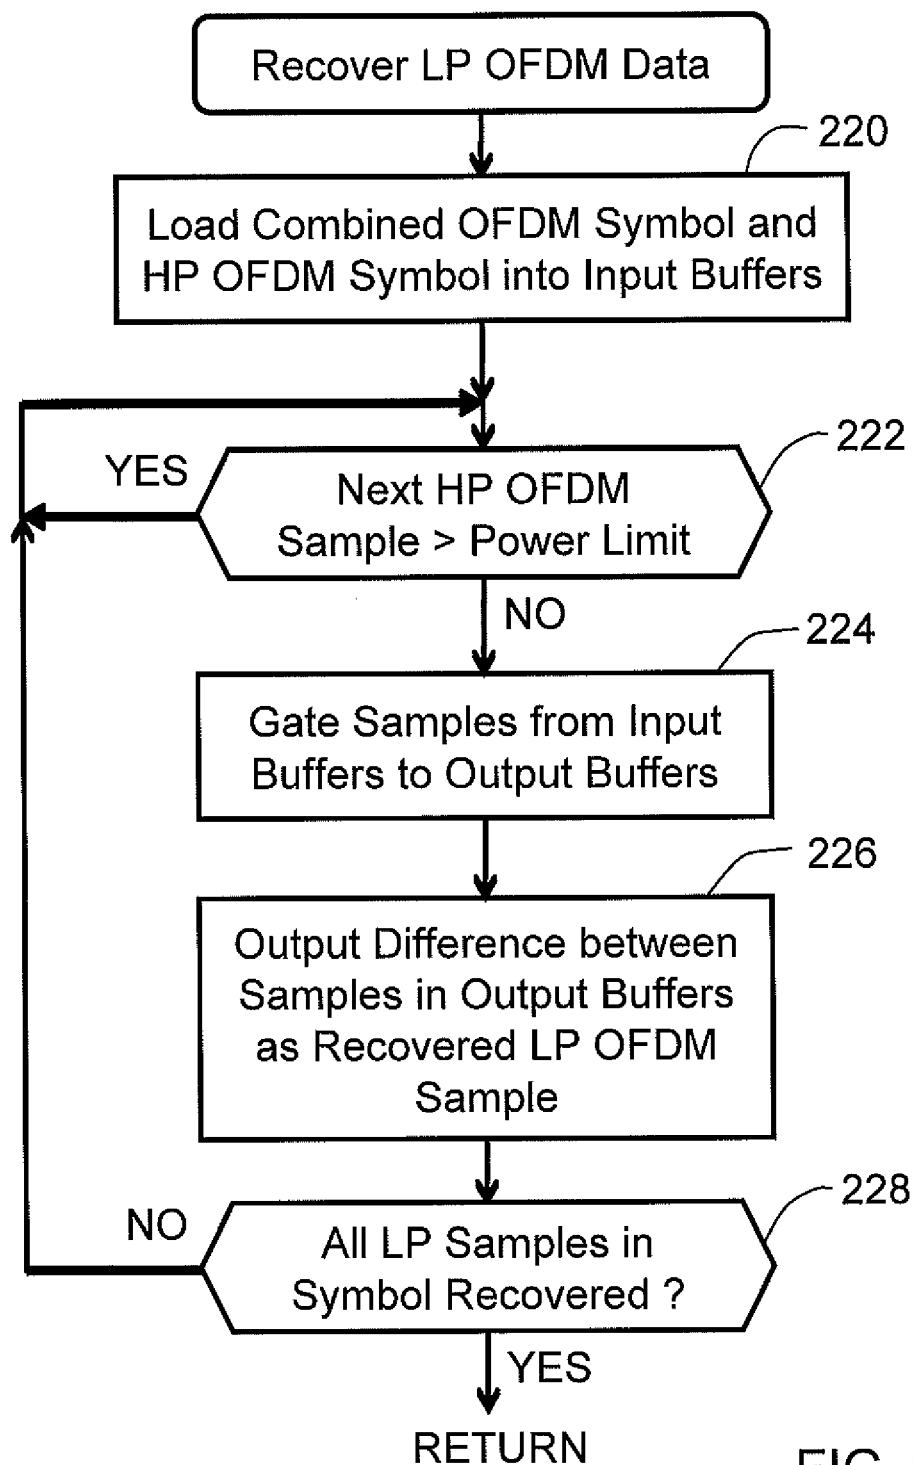 Recover LP OFDM Data
220
Load Combined OFDM Symbol and
HP OFDM Symbol into Input Buffers
222
YES
Next HP OFDM
Sample > Power Limit
NO
224
Gate Samples from Input
Buffers to Output Buffers
226
Output Difference between
Samples in Output Buffers
as Recovered LP OFDM
Sample
228
NO
All LP Samples in
Symbol Recovered ?
YES
RETURN
FIG